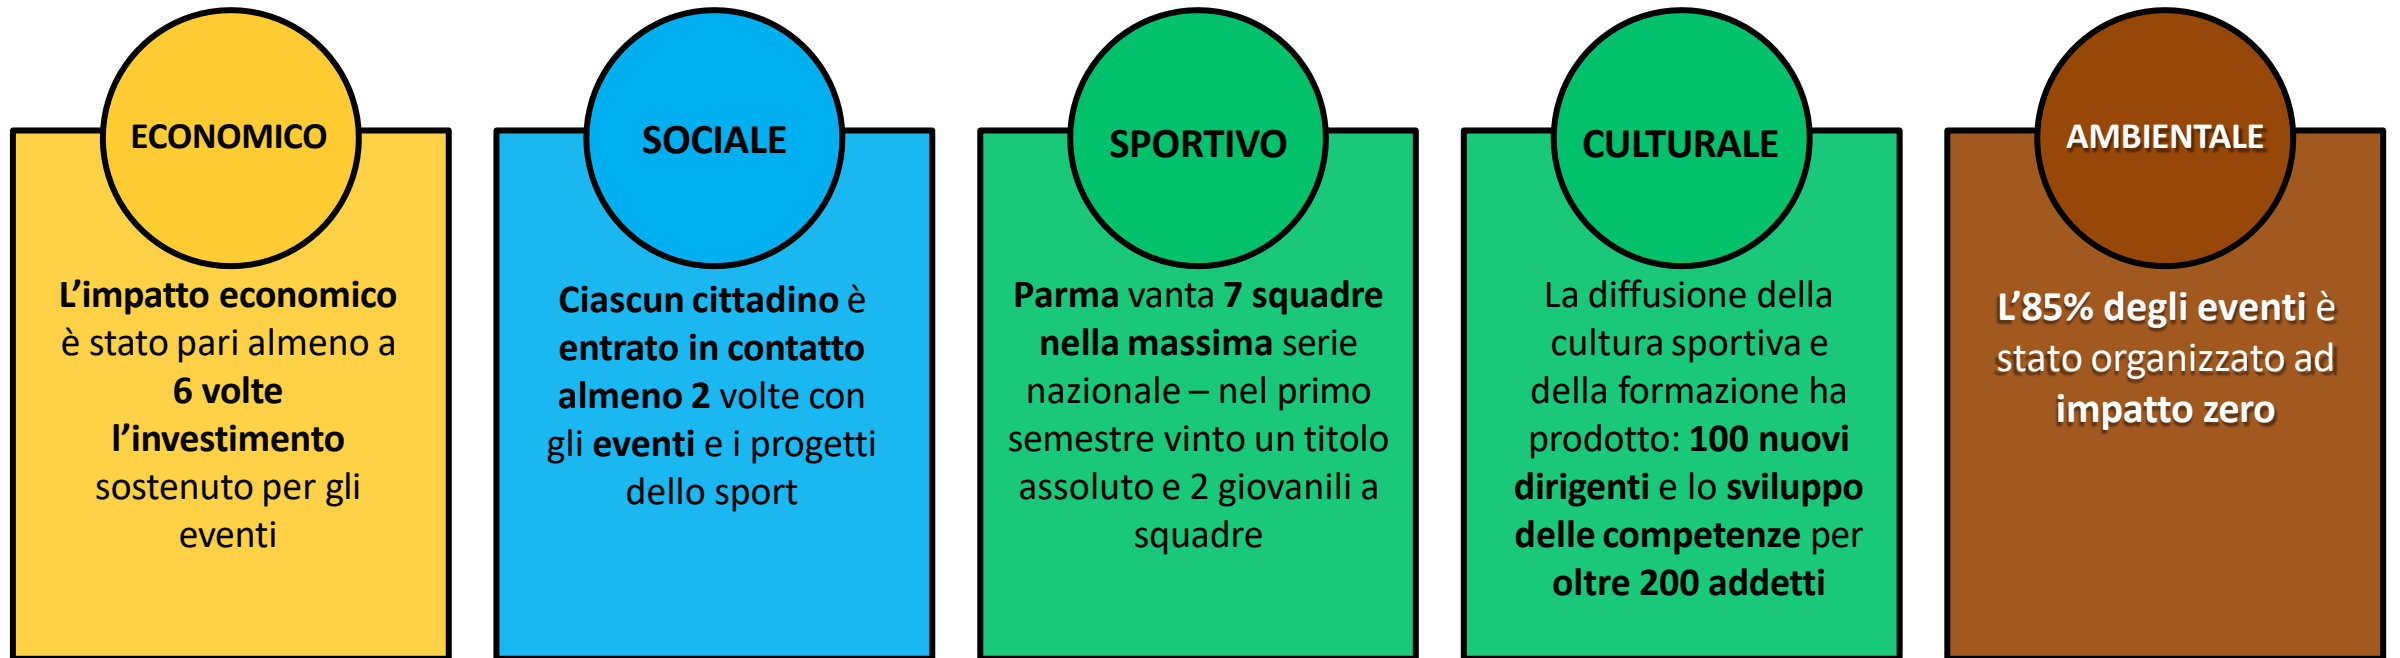 ECONOMICO
L’impatto economico
è stato pari almeno a
6 volte
l’investimento
sostenuto per gli
eventi
SOCIALE
Ciascun cittadino è
entrato in contatto
almeno 2 volte con
gli eventi e i progetti
dello sport
SPORTIVO
Parma vanta 7 squadre
nella massima serie
nazionale – nel primo
semestre vinto un titolo
assoluto e 2 giovanili a
squadre
CULTURALE
La diffusione della
cultura sportiva e
della formazione ha
prodotto: 100 nuovi
dirigenti e lo sviluppo
delle competenze per
oltre 200 addetti
AMBIENTALE
L’85% degli eventi è
stato organizzato ad
impatto zero